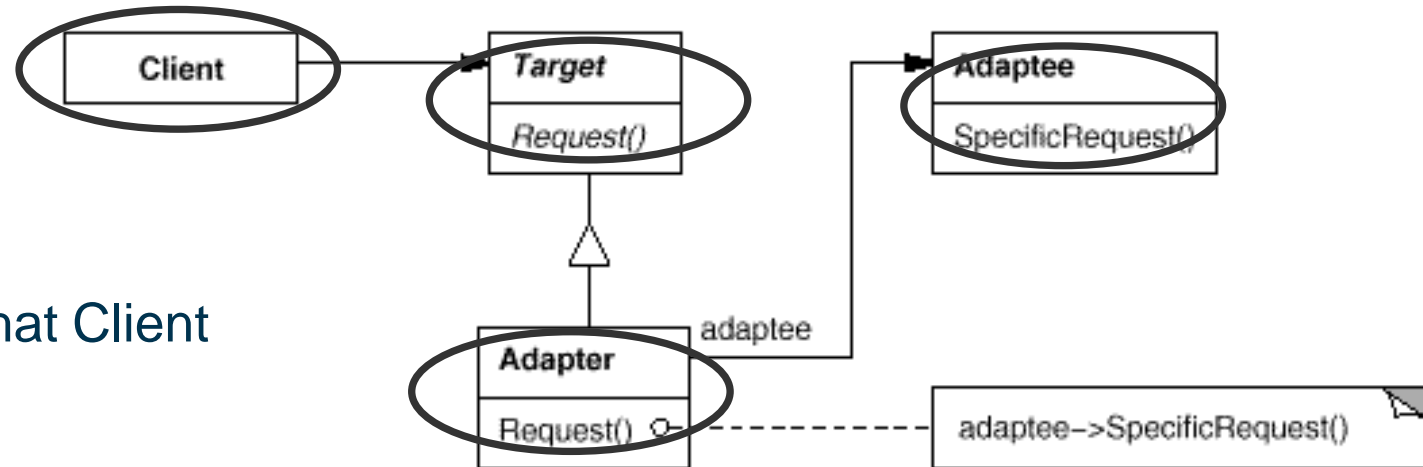 Client
Target
Request()
Adaptee
SpecificRequest()
hat Client
Adapter
Request()
adaptee
adaptee->SpecificRequest()